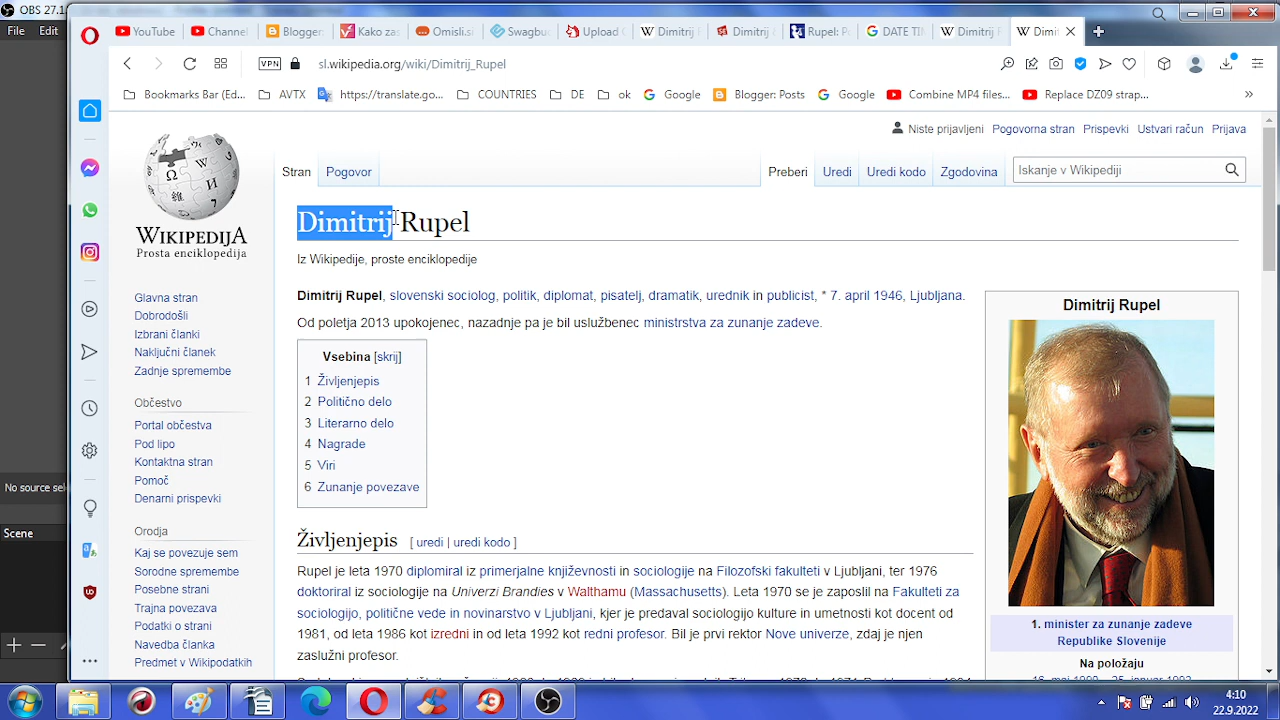 OBS 27.1
File Edit
YouTub
Channel
Blogger:
Kako zas
Omisli.si
Swagbu
Upload
Dimitrij
Dimitrij
Rupel: P
DATE TI
Dimitrij
Dimit
VPN sl.wikipedia.org/wiki/Dimitrij_Rupel
Bookmarks Bar (Ed... AVTX https://translate.go... COUNTRIES DE ok Google Blogger: Posts Google Combine MP4 files... Replace DZ09 strap... »
Niste prijavljeni Pogovorna stran Prispevki Ustvari račun Prijava
Stran Pogovor Preberi Uredi Uredi kodo Zgodovina Iskanje v Wikipediji
WIKIPEDIJA
Prosta enciklopedija
Dimitrij Rupel
Iz Wikipedije, proste enciklopedije
Dimitrij Rupel, slovenski sociolog, politik, diplomat, pisatelj, dramatik, urednik in publicist, * 7. april 1946, Ljubljana.
Od poletja 2013 upokojenec, nazadnje pa je bil uslužbenec ministrstva za zunanje zadeve.
Vsebina [skrij]
1 Življenjepis
2 Politično delo
3 Literarno delo
4 Nagrade
5 Viri
6 Zunanje povezave
Življenjepis [ uredi | uredi kodo ]
Rupel je leta 1970 diplomiral iz primerjalne književnosti in sociologije na Filozofski fakulteti v Ljubljani, ter 1976
doktoriral iz sociologije na Univerzi Brandies v Walthamu (Massachusetts). Leta 1970 se je zaposlil na Fakulteti za
sociologijo, politične vede in novinarstvo v Ljubljani, kjer je predaval sociologijo kulture in umetnosti kot docent od
1981, od leta 1986 kot izredni in od leta 1992 kot redni profesor. Bil je prvi rektor Nove univerze, zdaj je njen
zaslužni profesor.
Dimitrij Rupel
1. minister za zunanje zadeve
Republike Slovenije
Na položaju
Glavna stran
Dobrodošli
Izbrani članki
Naključni članek
Zadnje spremembe
Občestvo
Portal občestva
Pod lipo
Kontaktna stran
Pomoč
Denarni prispevki
Orodja
Kaj se povezuje sem
Sorodne spremembe
Posebne strani
Trajna povezava
Podatki o strani
Navedba članka
Predmet v Wikipodatkih
No source sele
Scene
4:10
22.9.2022